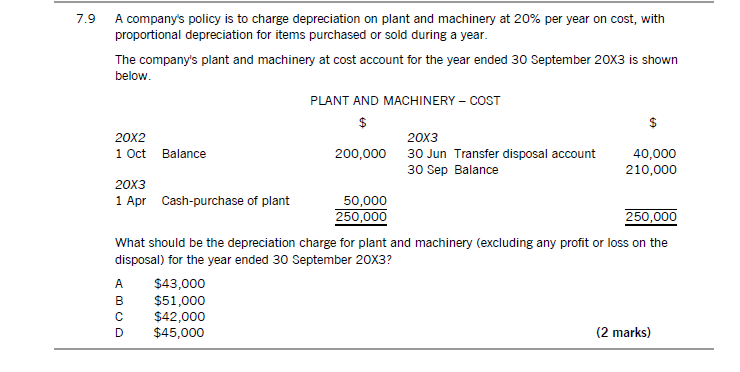 7.9 A company's policy is to charge depreciation on plant and machinery at 20% per year on cost, with
proportional depreciation for items purchased or sold during a year.
The company's plant and machinery at cost account for the year ended 30 September 20X3 is shown
below.
PLANT AND MACHINERY – COST
$ $
20X2 20X3
1 Oct Balance 200,000 30 Jun Transfer disposal account 40,000
30 Sep Balance 210,000
20X3
1 Apr Cash-purchase of plant 50,000
250,000 250,000
What should be the depreciation charge for plant and machinery (excluding any profit or loss on the
disposal) for the year ended 30 September 20X3?
A $43,000
B $51,000
C $42,000
D $45,000 (2 marks)